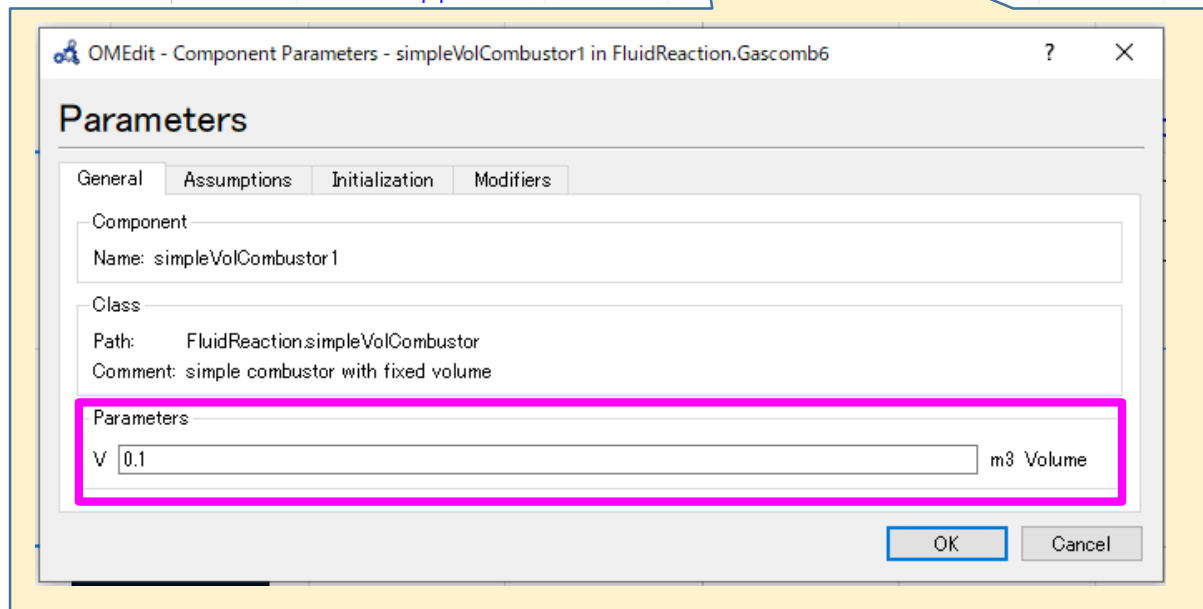 OMEdit - Component Parameters - simpleVolCombustor1 in FluidReaction.Gascomb6
Parameters
General Assumptions Initialization Modifiers
Component
Name: simpleVolCombustor1
Class
Path: FluidReaction.simpleVolCombustor
Comment: simple combustor with fixed volume
Parameters
V 0.1 m3 Volume
OK Cancel